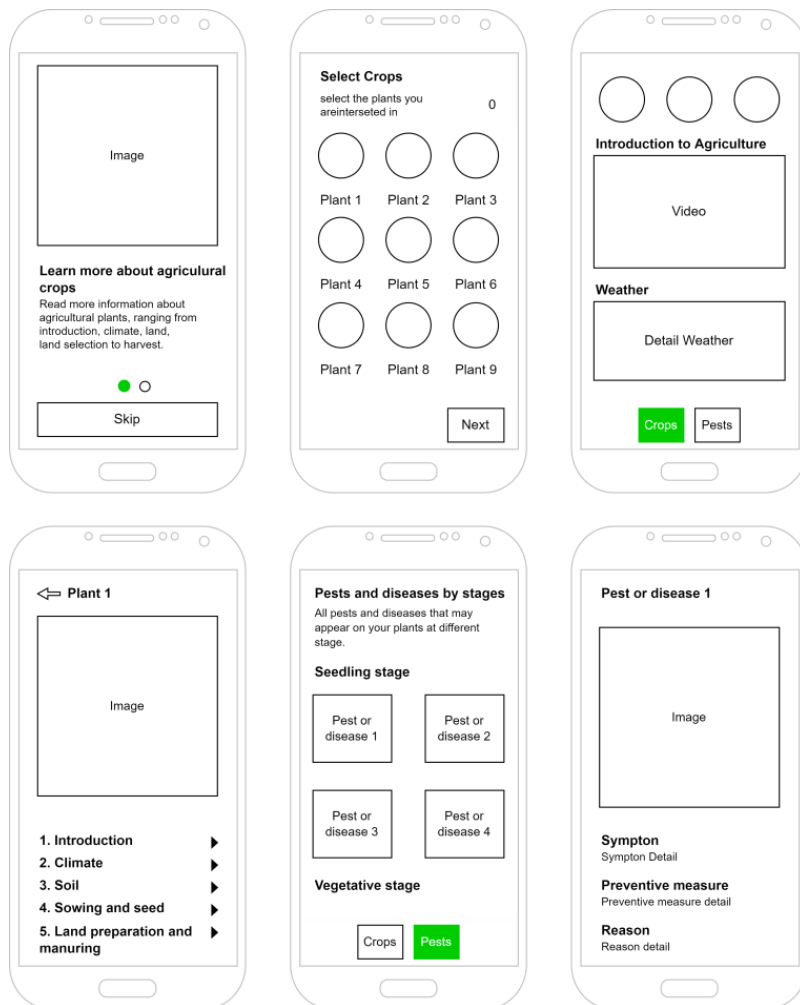 Image
Learn more about agriculural
crops
Read more information about
agricultural plants, ranging from
introduction, climate, land,
land selection to harvest.
Skip
Select Crops
select the plants you
areinterseted in
0
Plant 1 Plant 2 Plant 3
Plant 4 Plant 5 Plant 6
Plant 7 Plant 8 Plant 9
Next
Introduction to Agriculture
Video
Weather
Detail Weather
Crops Pests
Plant 1
Image
1. Introduction
2. Climate
3. Soil
4. Sowing and seed
5. Land preparation and
manuring
Pests and diseases by stages
All pests and diseases that may
appear on your plants at different
stage.
Seedling stage
Pest or
disease 1
Pest or
disease 2
Pest or
disease 3
Pest or
disease 4
Vegetative stage
Crops Pests
Pest or disease 1
Image
Sympton
Sympton Detail
Preventive measure
Preventive measure detail
Reason
Reason detail